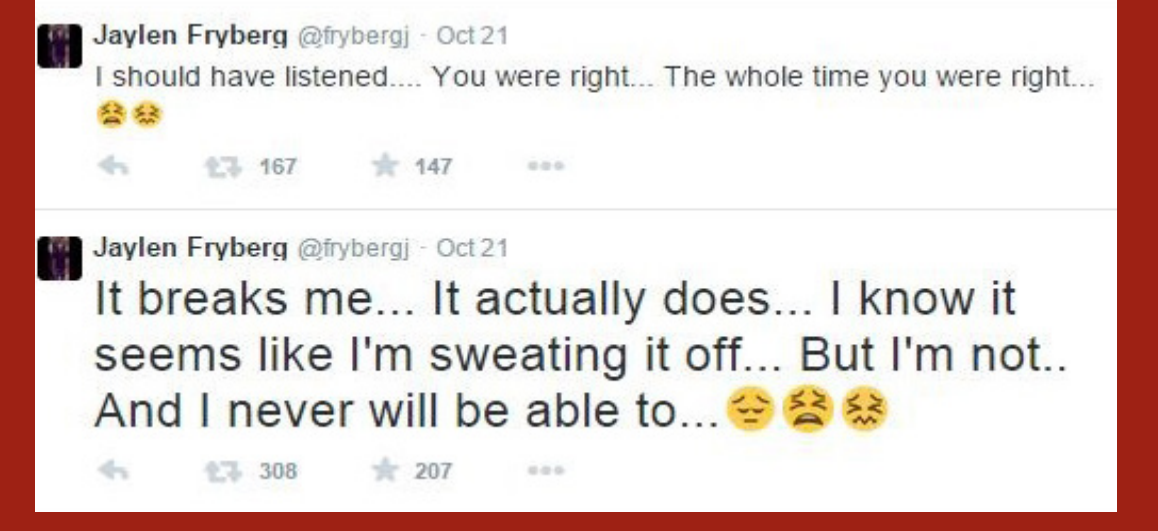 Jaylen Fryberg @frybergj · Oct 21
I should have listened.... You were right... The whole time you were right...
😫😖
167 147
Jaylen Fryberg @frybergj · Oct 21
It breaks me... It actually does... I know it
seems like I'm sweating it off... But I'm not..
And I never will be able to...😔😫😖
308 207